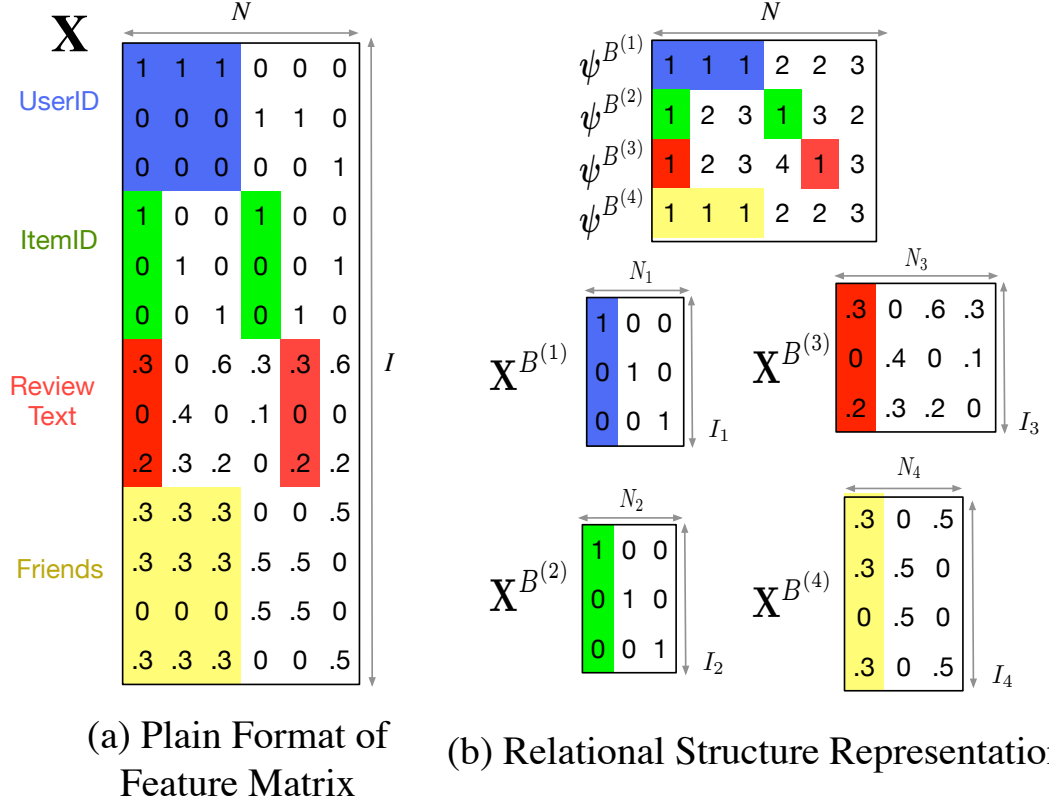 X
N
UserID
1 1 1 0 0 0
0 0 0 1 1 0
0 0 0 0 0 1
ItemID
1 0 0 1 0 0
0 1 0 0 0 1
0 0 1 0 1 0
Review
Text
.3 0 .6 .3 .3 .6
0 .4 0 .1 0 0
.2 .3 .2 0 .2 .2
Friends
.3 .3 .3 0 0 .5
.3 .3 .3 .5 .5 0
0 0 0 .5 .5 0
.3 .3 .3 0 0 .5
I
(a) Plain Format of
Feature Matrix
N
ψ^{B^{(1)}} 1 1 1 2 2 3
ψ^{B^{(2)}} 1 2 3 1 3 2
ψ^{B^{(3)}} 1 2 3 4 1 3
ψ^{B^{(4)}} 1 1 1 2 2 3
N₁
X^{B^{(1)}}
1 0 0
0 1 0
0 0 1
I₁
N₃
X^{B^{(3)}}
.3 0 .6 .3
0 .4 0 .1
.2 .3 .2 0
I₃
N₂
X^{B^{(2)}}
1 0 0
0 1 0
0 0 1
I₂
N₄
X^{B^{(4)}}
.3 0 .5
.3 .5 0
0 .5 0
.3 0 .5
I₄
(b) Relational Structure Representation